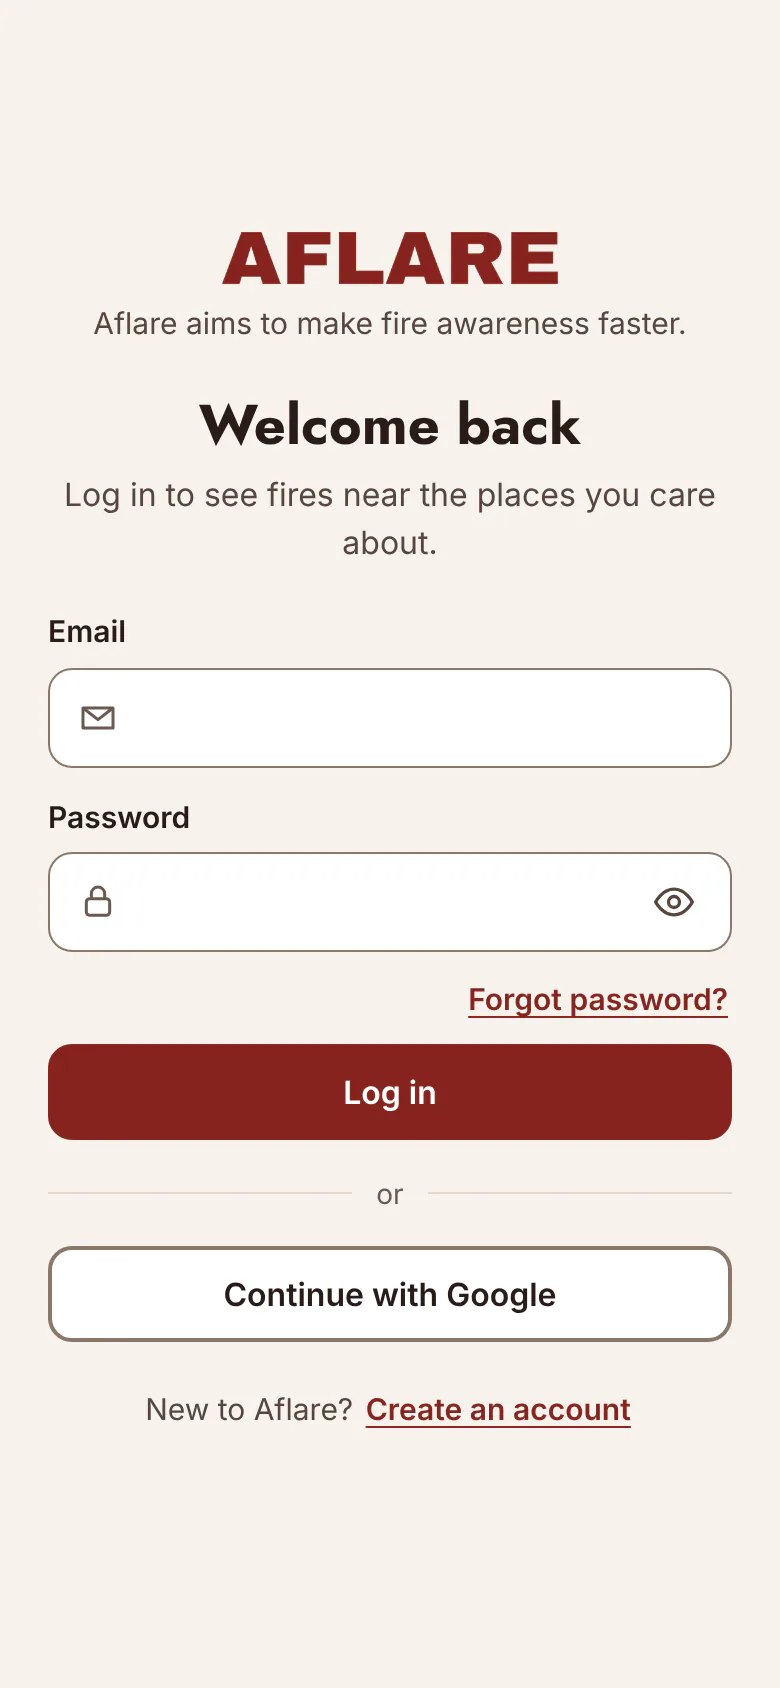 AFLARE
Aflare aims to make fire awareness faster.
Welcome back
Log in to see fires near the places you care
about.
Email
Password
Forgot password?
Log in
or
Continue with Google
New to Aflare? Create an account